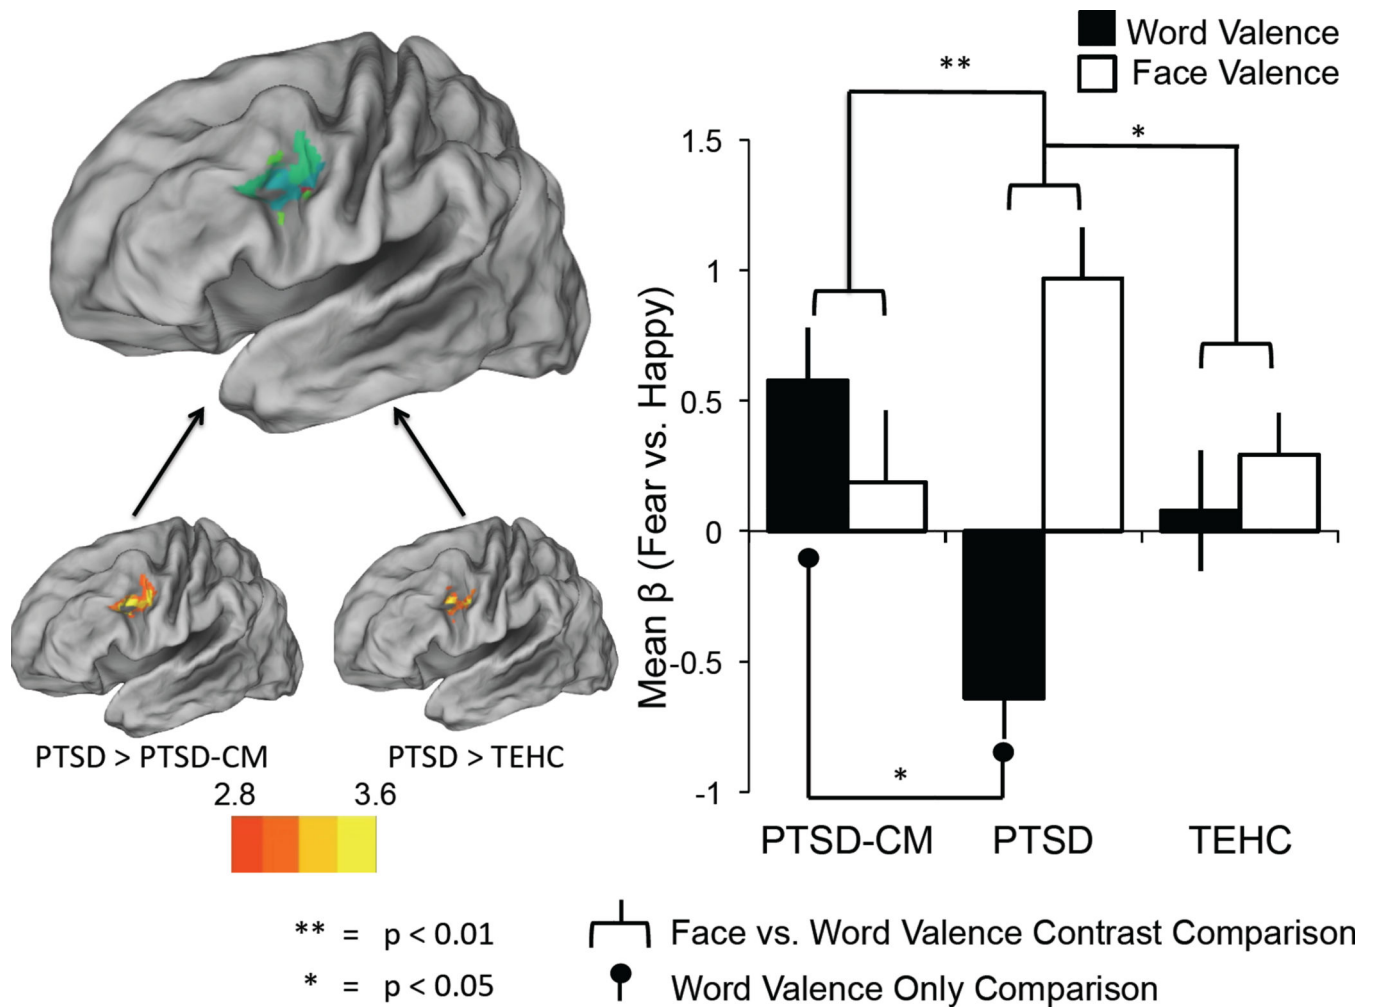 Word Valence
Face Valence
**
*
1.5
1
0.5
0
-0.5
-1
Mean β (Fear vs. Happy)
*
PTSD-CM
PTSD
TEHC
PTSD > PTSD-CM
PTSD > TEHC
2.8
3.6
** = p < 0.01
* = p < 0.05
Face vs. Word Valence Contrast Comparison
Word Valence Only Comparison